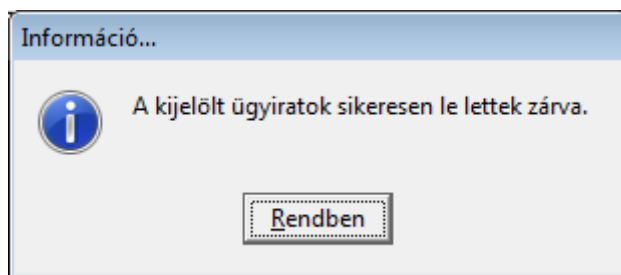 Információ...
A kijelölt ügyiratok sikeresen le lettek zárva.
Rendben